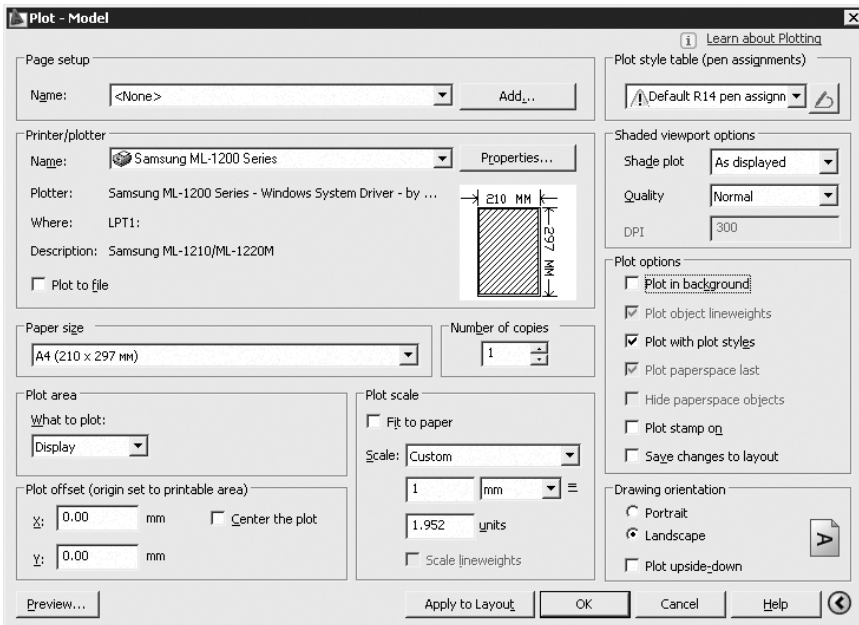 Plot - Model
Learn about Plotting
Page setup
Name: <None> Add...
Plot style table (pen assignments)
Default R14 pen assignn
Printer/plotter
Name: Samsung ML-1200 Series Properties...
Plotter: Samsung ML-1200 Series - Windows System Driver - by ...
Where: LPT1:
Description: Samsung ML-1210/ML-1220M
Plot to file
210 MM
297 MM
Shaded viewport options
Shade plot As displayed
Quality Normal
DPI 300
Paper size
A4 (210 x 297 мм)
Number of copies
1
Plot options
Plot in background
Plot object lineweights
Plot with plot styles
Plot paperspace last
Hide paperspace objects
Plot stamp on
Save changes to layout
Plot area
What to plot:
Display
Plot scale
Fit to paper
Scale: Custom
1 mm =
1.952 units
Scale lineweights
Plot offset (origin set to printable area)
X: 0.00 mm Center the plot
Y: 0.00 mm
Drawing orientation
Portrait
Landscape
Plot upside-down
A
Preview... Apply to Layout OK Cancel Help